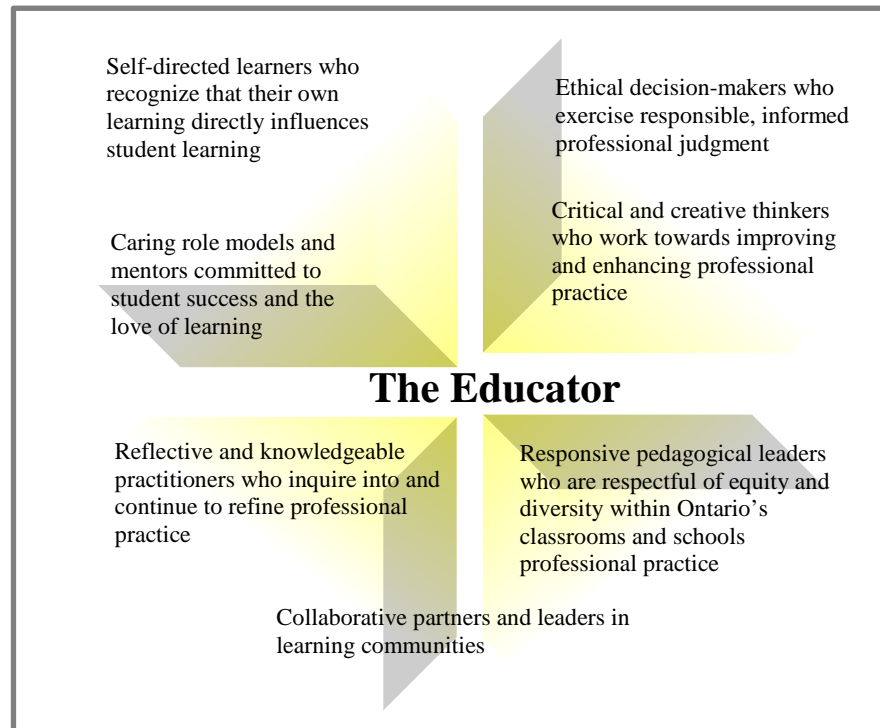 Self-directed learners who
recognize that their own
learning directly influences
student learning
Ethical decision-makers who
exercise responsible, informed
professional judgment
Caring role models and
mentors committed to
student success and the
love of learning
Critical and creative thinkers
who work towards improving
and enhancing professional
practice
The Educator
Reflective and knowledgeable
practitioners who inquire into and
continue to refine professional
practice
Responsive pedagogical leaders
who are respectful of equity and
diversity within Ontario’s
classrooms and schools
professional practice
Collaborative partners and leaders in
learning communities